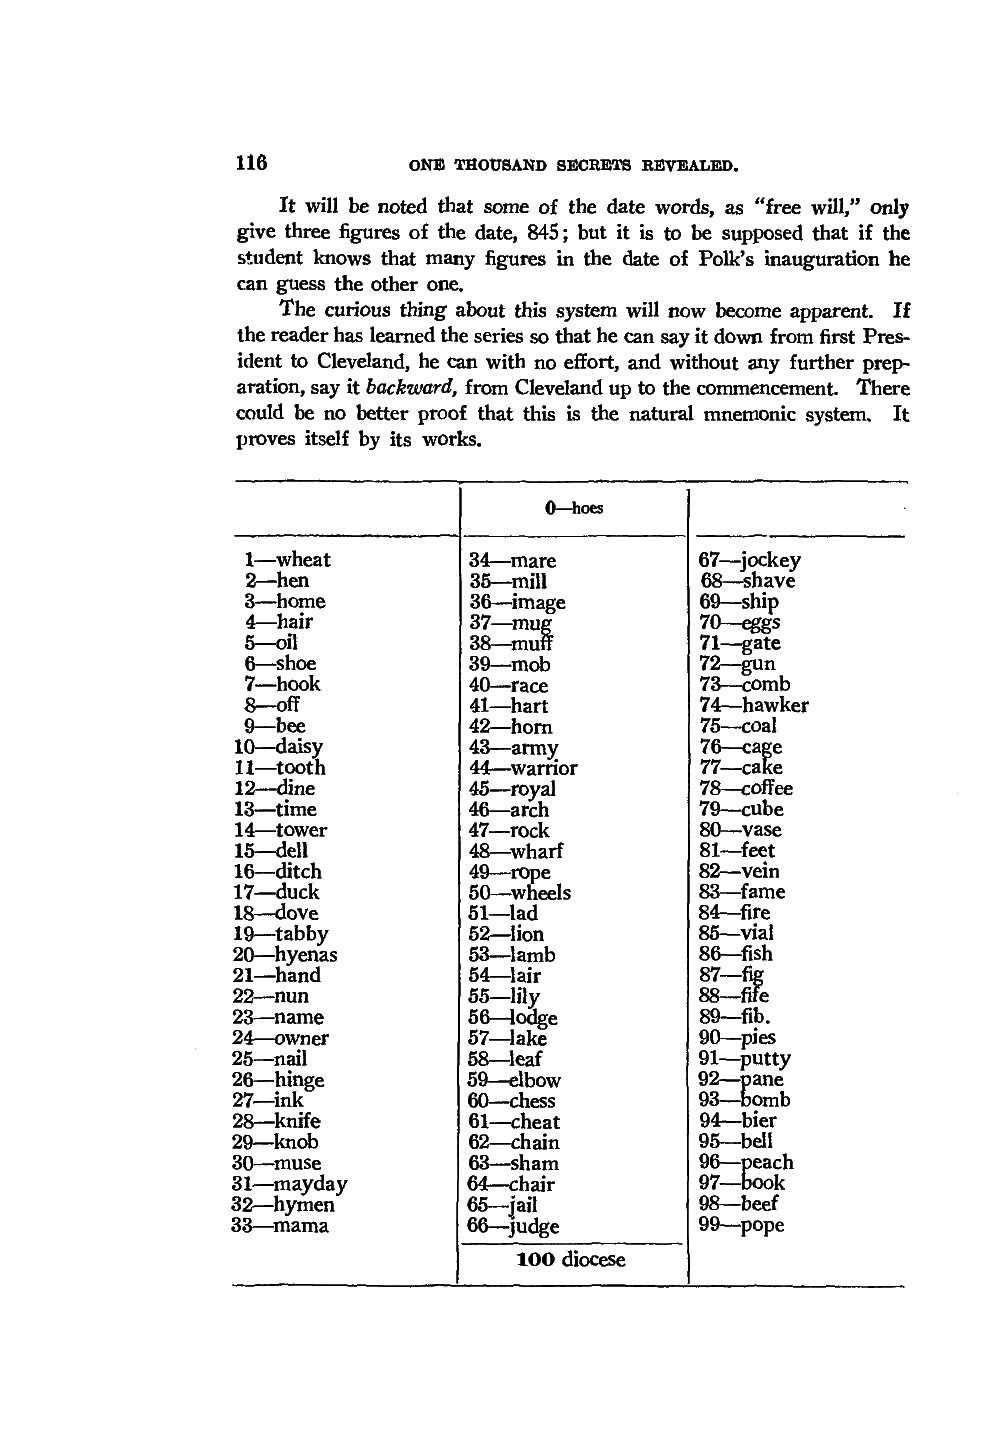 116 ONE THOUSAND SECRETS REVEALED.
It will be noted that some of the date words, as “free will,” only
give three figures of the date, 845; but it is to be supposed that if the
student knows that many figures in the date of Polk’s inauguration he
can guess the other one.
The curious thing about this system will now become apparent. If
the reader has learned the series so that he can say it down from first Pres-
ident to Cleveland, he can with no effort, and without any further prep-
aration, say it backward, from Cleveland up to the commencement. There
could be no better proof that this is the natural mnemonic system. It
proves itself by its works.
0—hoes
1—wheat
2—hen
3—home
4—hair
5—oil
6—shoe
7—hook
8—off
9—bee
10—daisy
11—tooth
12—dine
13—time
14—tower
15—dell
16—ditch
17—duck
18—dove
19—tabby
20—hyenas
21—hand
22—nun
23—name
24—owner
25—nail
26—hinge
27—ink
28—knife
29—knob
30—muse
31—mayday
32—hymen
33—mama
34—mare
35—mill
36—image
37—mug
38—muff
39—mob
40—race
41—hart
42—horn
43—army
44—warrior
45—royal
46—arch
47—rock
48—wharf
49—rope
50—wheels
51—lad
52—lion
53—lamb
54—lair
55—lily
56—lodge
57—lake
58—leaf
59—elbow
60—chess
61—cheat
62—chain
63—sham
64—chair
65—jail
66—judge
100 diocese
67—jockey
68—shave
69—ship
70—eggs
71—gate
72—gun
73—comb
74—hawker
75—coal
76—cage
77—cake
78—coffee
79—cube
80—vase
81—feet
82—vein
83—fame
84—fire
85—vial
86—fish
87—fig
88—fife
89—fib.
90—pies
91—putty
92—pane
93—bomb
94—bier
95—bell
96—peach
97—book
98—beef
99—pope